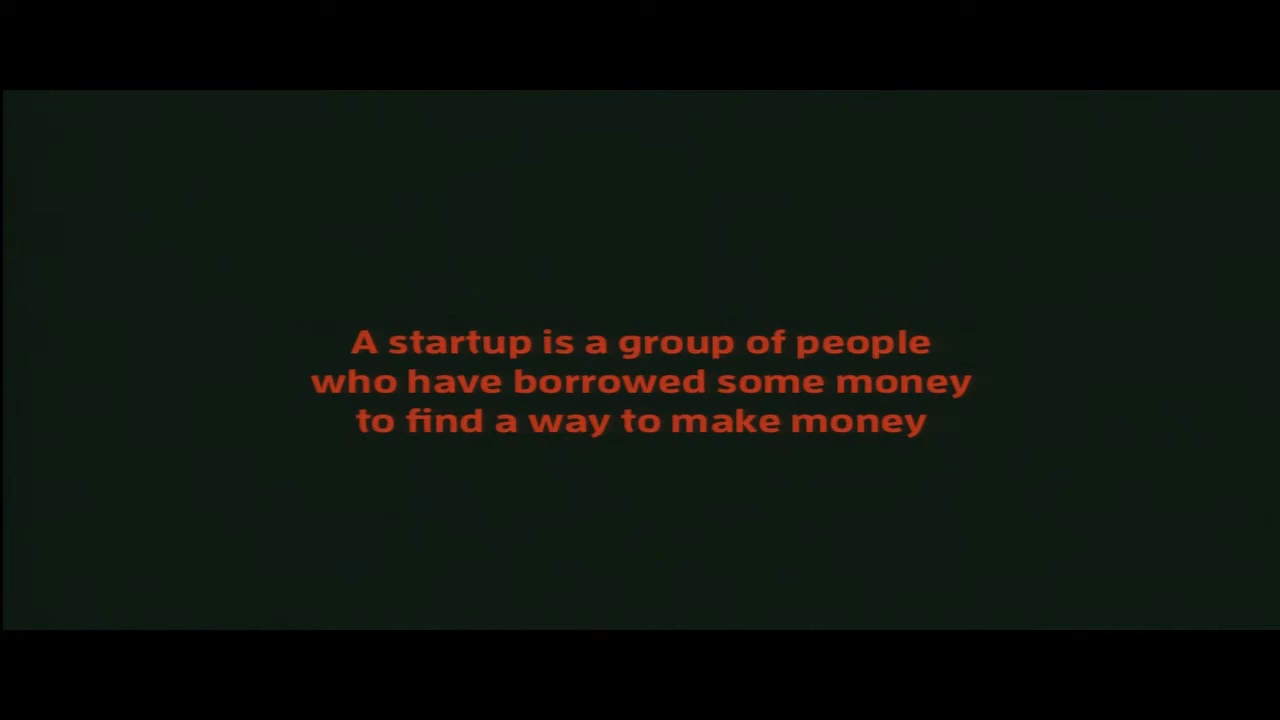 A startup is a group of people
who have borrowed some money
to find a way to make money